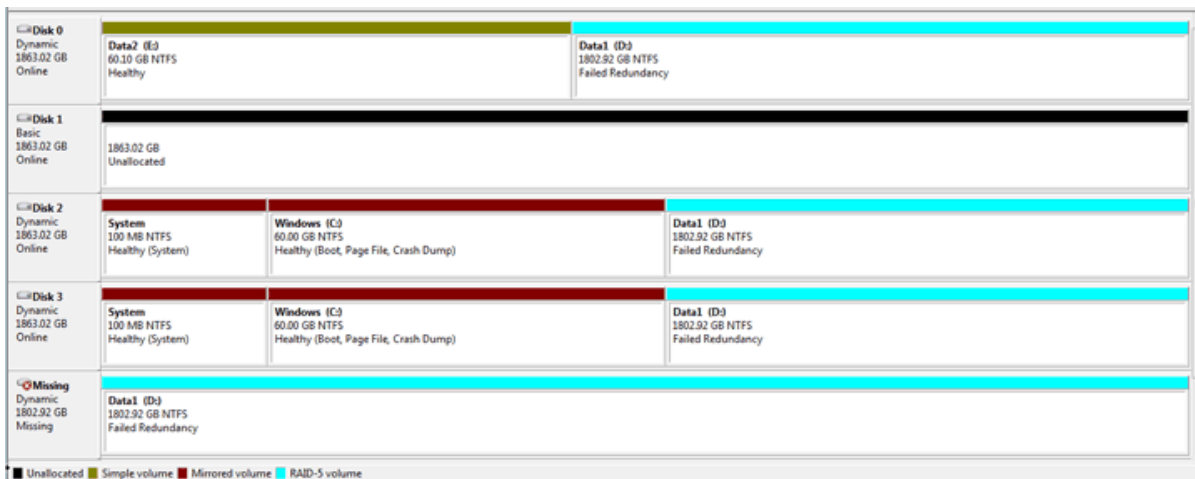 Disk 0
Dynamic
1863.02 GB
Online
Data2 (E:)
60.10 GB NTFS
Healthy
Data1 (D:)
1802.92 GB NTFS
Failed Redundancy
Disk 1
Basic
1863.02 GB
Online
1863.02 GB
Unallocated
Disk 2
Dynamic
1863.02 GB
Online
System
100 MB NTFS
Healthy (System)
Windows (C:)
60.00 GB NTFS
Healthy (Boot, Page File, Crash Dump)
Data1 (D:)
1802.92 GB NTFS
Failed Redundancy
Disk 3
Dynamic
1863.02 GB
Online
System
100 MB NTFS
Healthy (System)
Windows (C:)
60.00 GB NTFS
Healthy (Boot, Page File, Crash Dump)
Data1 (D:)
1802.92 GB NTFS
Failed Redundancy
Missing
Dynamic
1802.92 GB
Missing
Data1 (D:)
1802.92 GB NTFS
Failed Redundancy
Unallocated Simple volume Mirrored volume RAID-5 volume